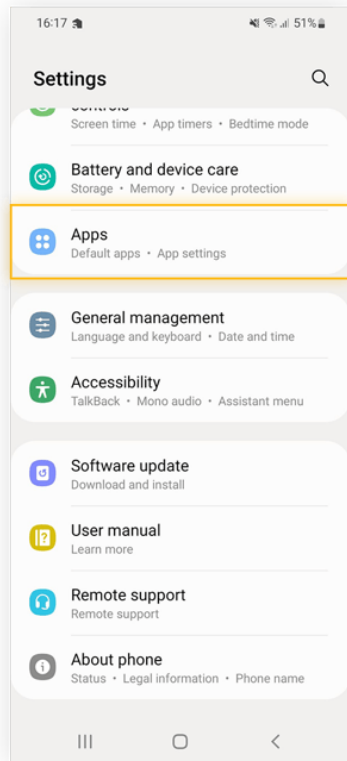 16:17 51%
Settings
controls
Screen time • App timers • Bedtime mode
Battery and device care
Storage • Memory • Device protection
Apps
Default apps • App settings
General management
Language and keyboard • Date and time
Accessibility
TalkBack • Mono audio • Assistant menu
Software update
Download and install
User manual
Learn more
Remote support
Remote support
About phone
Status • Legal information • Phone name